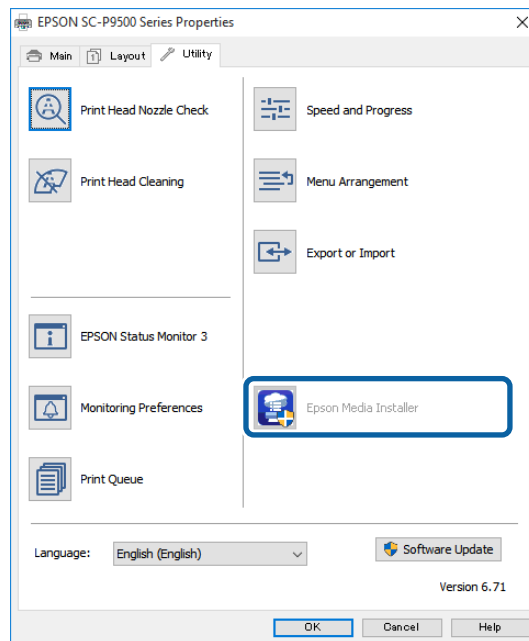 EPSON SC-P9500 Series Properties
Main
1
Layout
Utility
Print Head Nozzle Check
Speed and Progress
Print Head Cleaning
Menu Arrangement
Export or Import
EPSON Status Monitor 3
Monitoring Preferences
Epson Media Installer
Print Queue
Language: English (English) Software Update
Version 6.71
OK Cancel Help